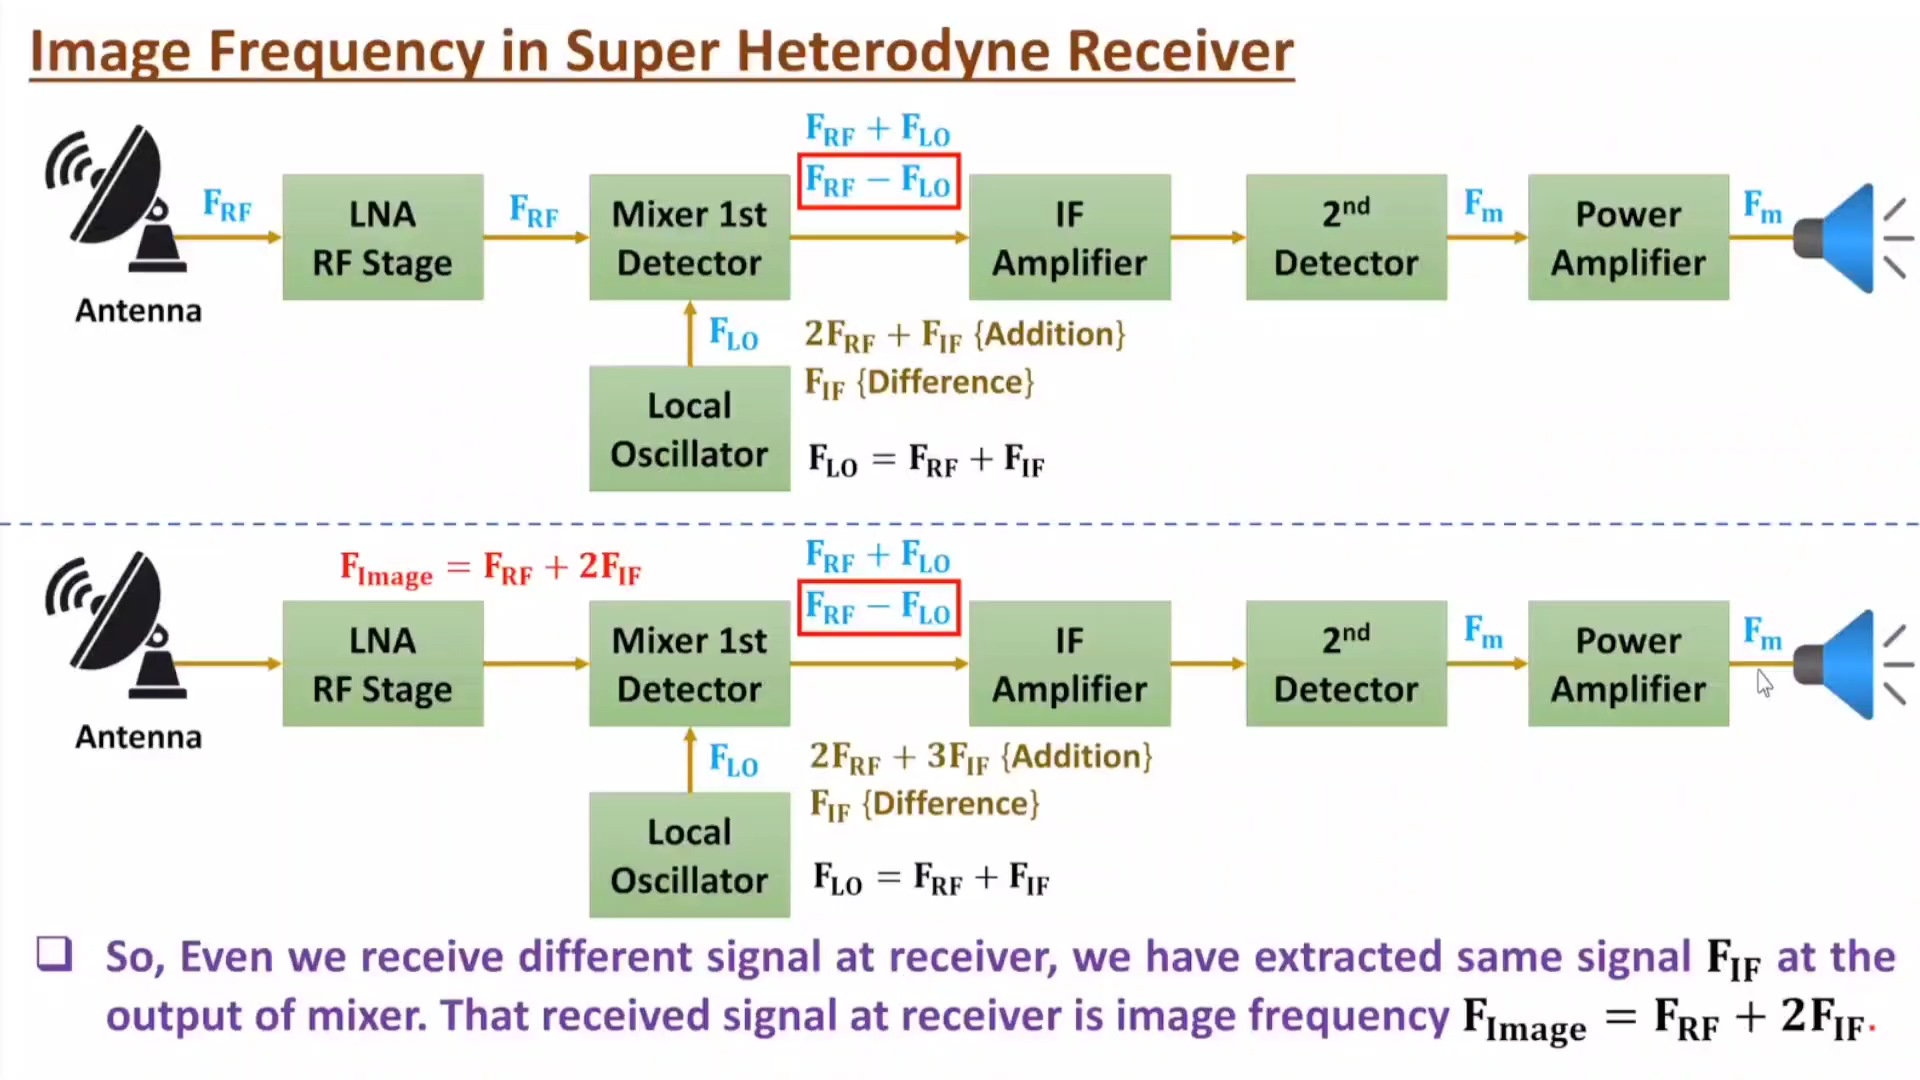 Image Frequency in Super Heterodyne Receiver
F_RF + F_LO
F_RF − F_LO
F_RF
LNA
RF Stage
F_RF
Mixer 1st
Detector
IF
Amplifier
2nd
Detector
F_m
Power
Amplifier
F_m
Antenna
F_LO
2F_RF + F_IF {Addition}
F_IF {Difference}
Local
Oscillator
F_LO = F_RF + F_IF
F_Image = F_RF + 2F_IF
F_RF + F_LO
F_RF − F_LO
LNA
RF Stage
Mixer 1st
Detector
IF
Amplifier
2nd
Detector
F_m
Power
Amplifier
F_m
Antenna
F_LO
2F_RF + 3F_IF {Addition}
F_IF {Difference}
Local
Oscillator
F_LO = F_RF + F_IF
So, Even we receive different signal at receiver, we have extracted same signal F_IF at the
output of mixer. That received signal at receiver is image frequency F_Image = F_RF + 2F_IF.